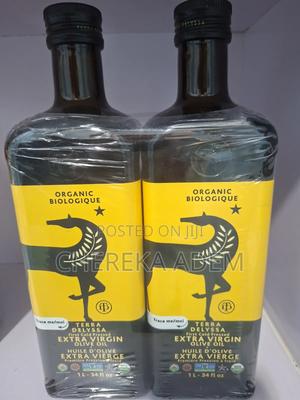 ORGANIC
BIOLOGIQUE
TERRA
DELYSSA
First Cold Pressed
EXTRA VIRGIN
OLIVE OIL
HUILE D'OLIVE
EXTRA VIERGE
1L - 34 fl oz
ORGANIC
BIOLOGIQUE
TERRA
DELYSSA
First Cold Pressed
EXTRA VIRGIN
OLIVE OIL
HUILE D'OLIVE
EXTRA VIERGE
1L - 34 fl oz
POSTED ON JIJI
CHEREKA ADEM